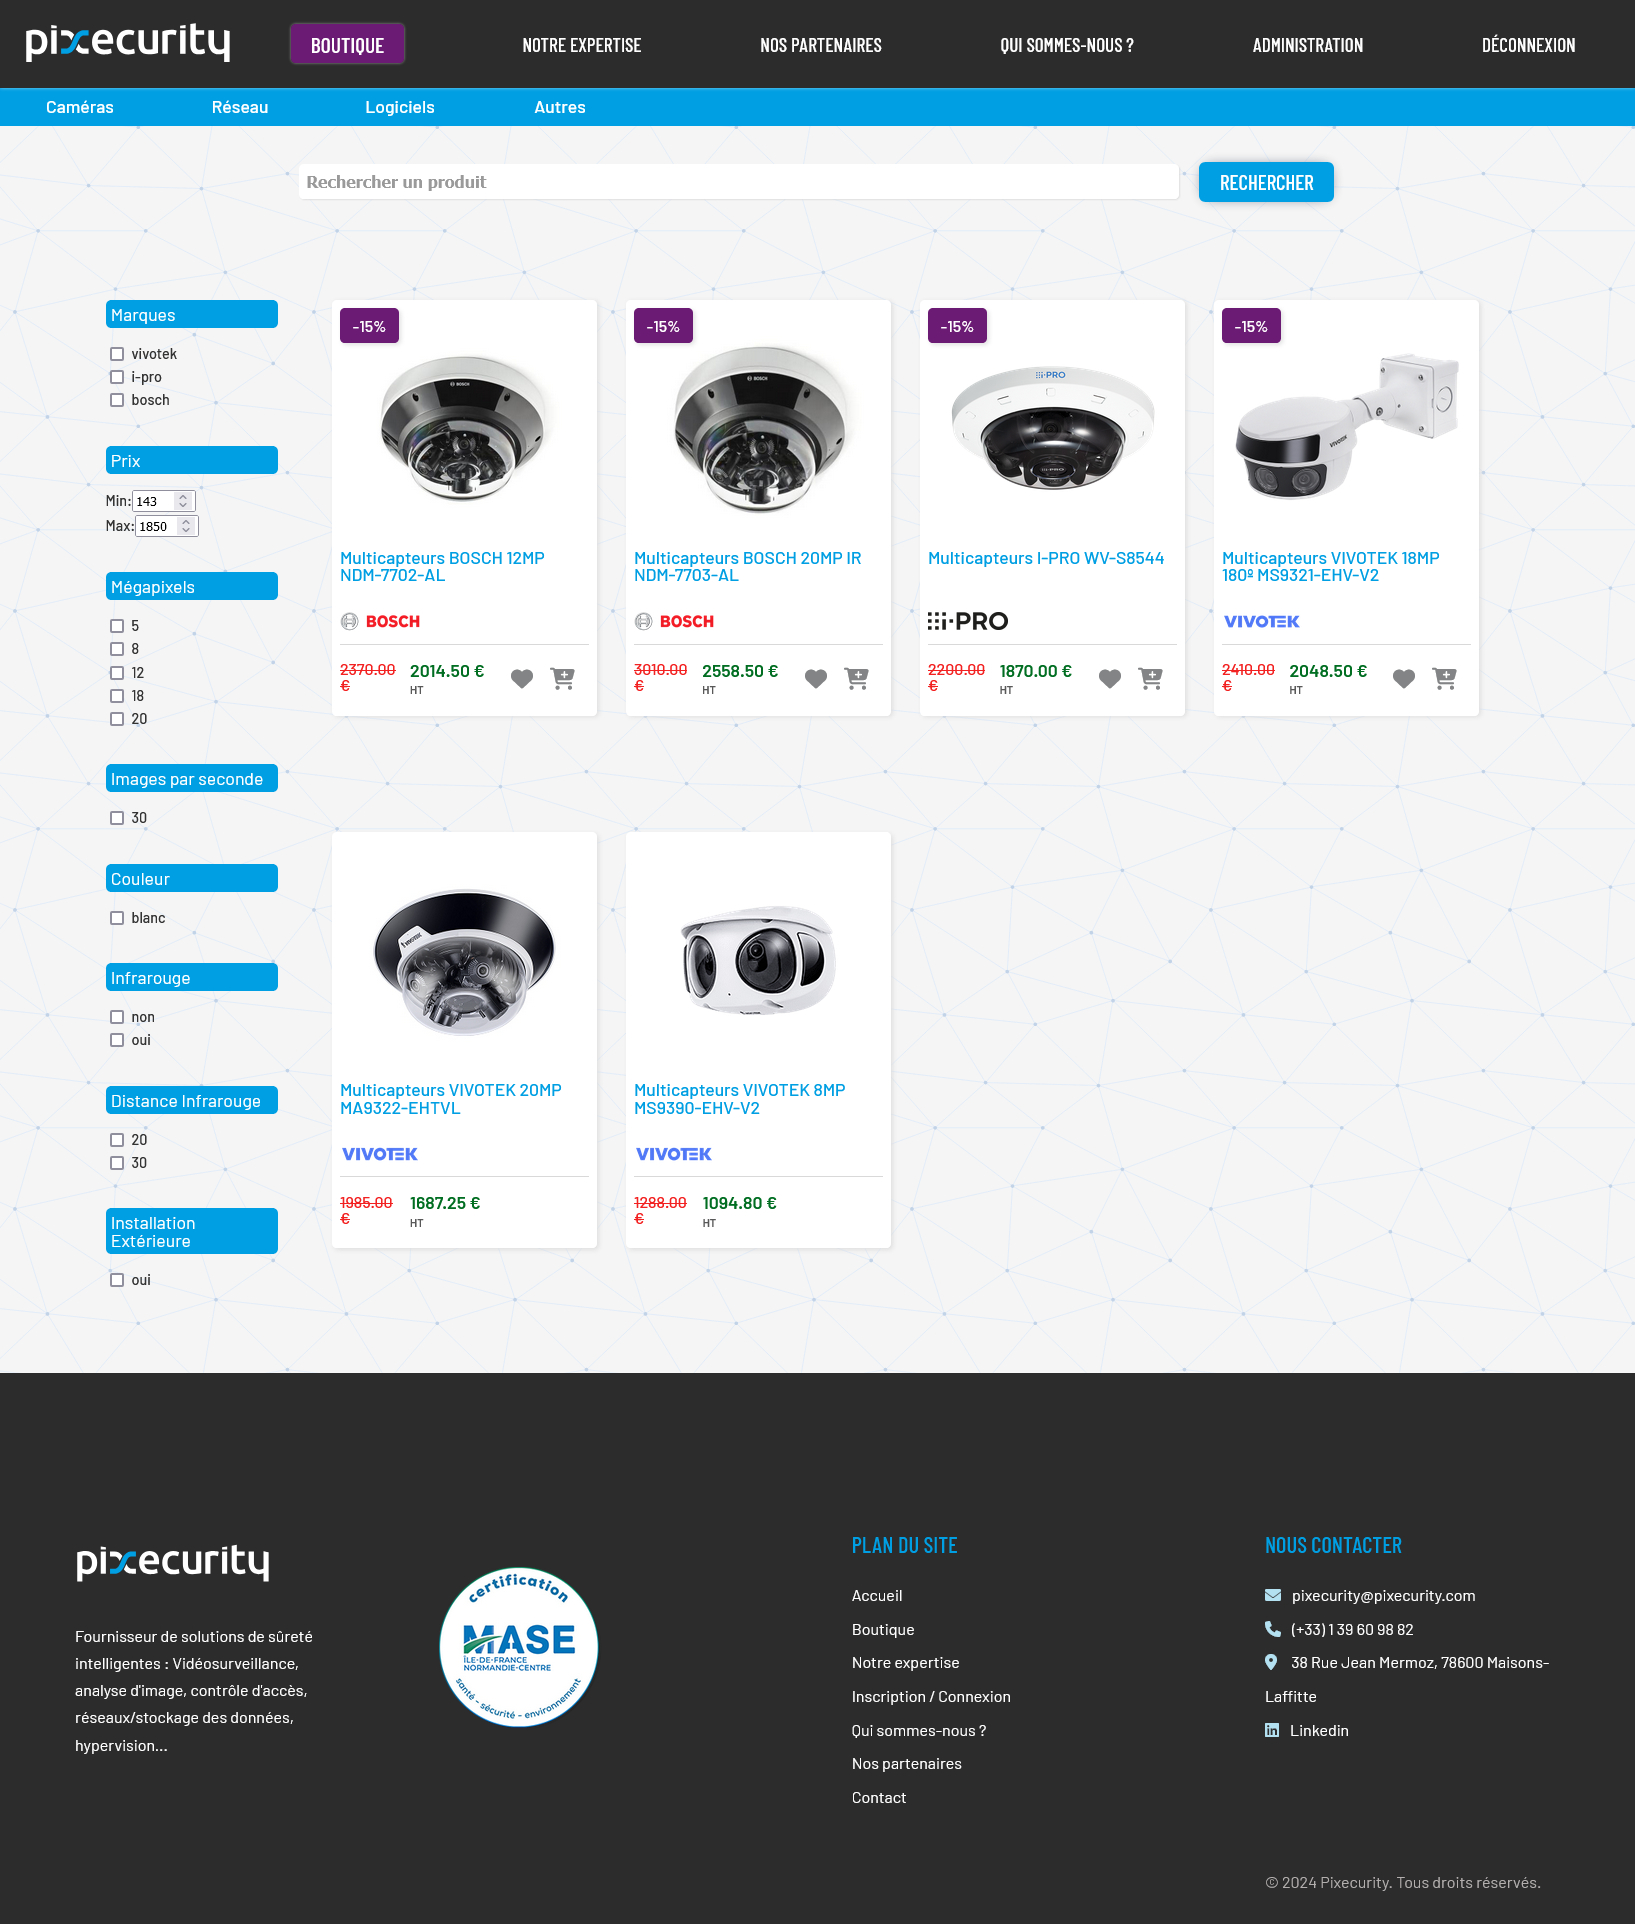 pixecurity
BOUTIQUE
NOTRE EXPERTISE
NOS PARTENAIRES
QUI SOMMES-NOUS ?
ADMINISTRATION
DÉCONNEXION
Caméras
Réseau
Logiciels
Autres
Rechercher un produit
RECHERCHER
Marques
vivotek
i-pro
bosch
Prix
Min: 143
Max: 1850
Mégapixels
5
8
12
18
20
Images par seconde
30
Couleur
blanc
Infrarouge
non
oui
Distance Infrarouge
20
30
Installation
Extérieure
oui
-15%
BOSCH
Multicapteurs BOSCH 12MP
NDM-7702-AL
BOSCH
2370.00
€
2014.50 €
HT
-15%
BOSCH
Multicapteurs BOSCH 20MP IR
NDM-7703-AL
BOSCH
3010.00
€
2558.50 €
HT
-15%
i-PRO
i-PRO
Multicapteurs I-PRO WV-S8544
i-PRO
2200.00
€
1870.00 €
HT
-15%
VIVOTEK
Multicapteurs VIVOTEK 18MP
180º MS9321-EHV-V2
VIVOTEK
2410.00
€
2048.50 €
HT
VIVOTEK
Multicapteurs VIVOTEK 20MP
MA9322-EHTVL
VIVOTEK
1985.00
€
1687.25 €
HT
Multicapteurs VIVOTEK 8MP
MS9390-EHV-V2
VIVOTEK
1288.00
€
1094.80 €
HT
pixecurity
Fournisseur de solutions de sûreté
intelligentes : Vidéosurveillance,
analyse d'image, contrôle d'accès,
réseaux/stockage des données,
hypervision...
certification
MASE
ÎLE-DE-FRANCE
NORMANDIE-CENTRE
santé - sécurité - environnement
PLAN DU SITE
Accueil
Boutique
Notre expertise
Inscription / Connexion
Qui sommes-nous ?
Nos partenaires
Contact
NOUS CONTACTER
pixecurity@pixecurity.com
(+33) 1 39 60 98 82
38 Rue Jean Mermoz, 78600 Maisons-
Laffitte
Linkedin
© 2024 Pixecurity. Tous droits réservés.